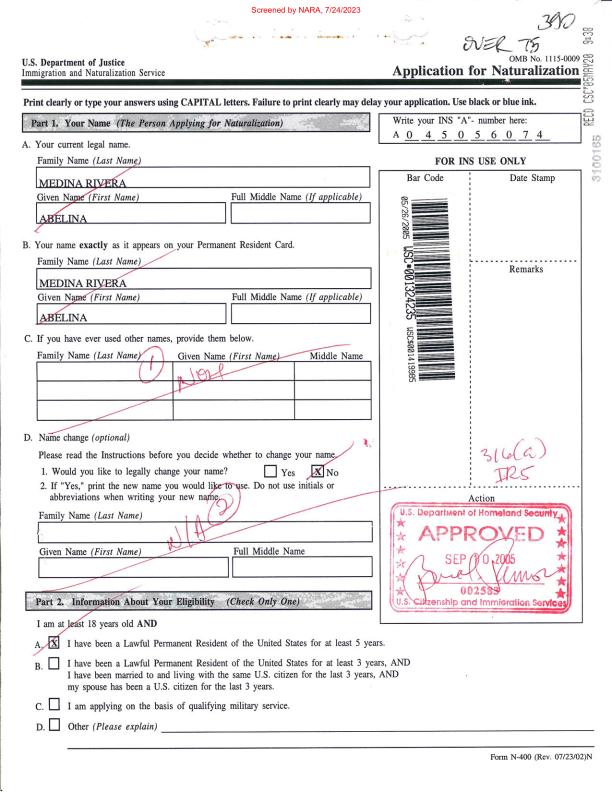 Screened by NARA, 7/24/2023
390
OVER 75
U.S. Department of Justice
Immigration and Naturalization Service
OMB No. 1115-0009
Application for Naturalization
RECD CSC*05MAY20 9:38
3100165
Print clearly or type your answers using CAPITAL letters. Failure to print clearly may delay your application. Use black or blue ink.
Part 1. Your Name (The Person Applying for Naturalization)
Write your INS "A"- number here:
A 0 4 5 0 5 6 0 7 4
A. Your current legal name.
Family Name (Last Name)
MEDINA RIVERA
Given Name (First Name) Full Middle Name (If applicable)
ABELINA
FOR INS USE ONLY
Bar Code Date Stamp
05/26/2005 WSC*001324235 WSC$001419985
Remarks
B. Your name exactly as it appears on your Permanent Resident Card.
Family Name (Last Name)
MEDINA RIVERA
Given Name (First Name) Full Middle Name (If applicable)
ABELINA
C. If you have ever used other names, provide them below.
Family Name (Last Name) Given Name (First Name) Middle Name
1
D. Name change (optional)
Please read the Instructions before you decide whether to change your name.
1. Would you like to legally change your name? Yes X No
2. If "Yes," print the new name you would like to use. Do not use initials or
abbreviations when writing your new name.
Family Name (Last Name)
N/A 2
Given Name (First Name) Full Middle Name
316(a)
Action
U.S. Department of Homeland Security
APPROVED
SEP 10 2005
002589
U.S. Citizenship and Immigration Services
Part 2. Information About Your Eligibility (Check Only One)
I am at least 18 years old AND
A. X I have been a Lawful Permanent Resident of the United States for at least 5 years.
B. I have been a Lawful Permanent Resident of the United States for at least 3 years, AND
I have been married to and living with the same U.S. citizen for the last 3 years, AND
my spouse has been a U.S. citizen for the last 3 years.
C. I am applying on the basis of qualifying military service.
D. Other (Please explain)
Form N-400 (Rev. 07/23/02)N